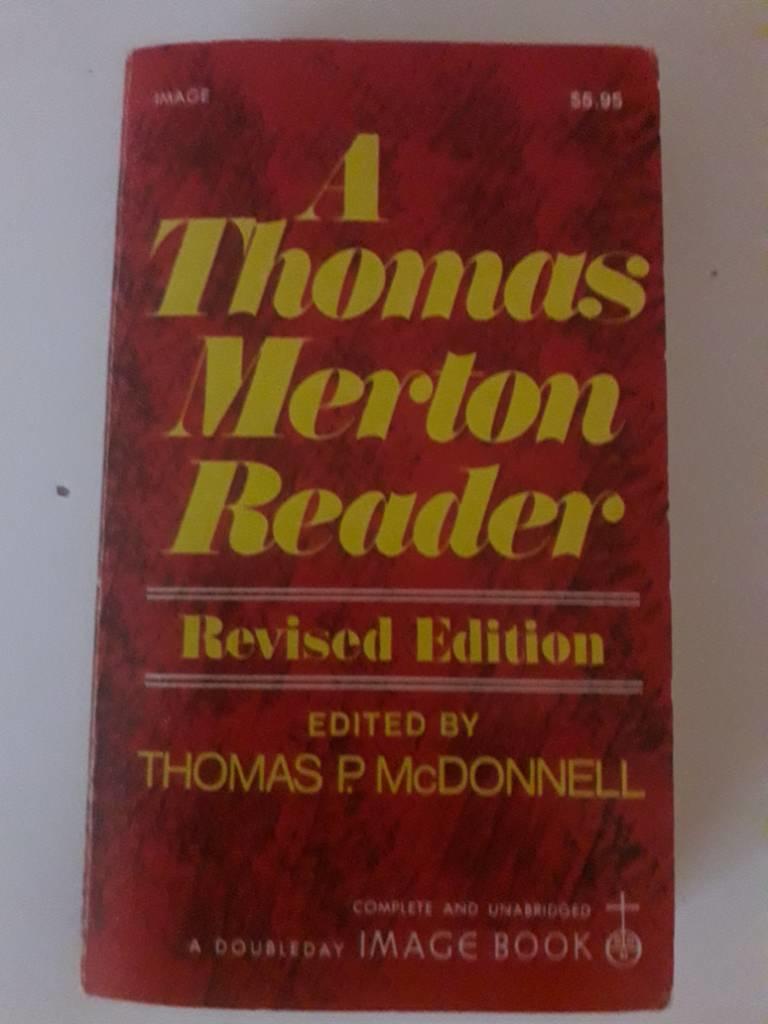 IMAGE $5.95
A
Thomas
Merton
Reader
Revised Edition
EDITED BY
THOMAS P. McDONNELL
COMPLETE AND UNABRIDGED
A DOUBLEDAY IMAGE BOOK